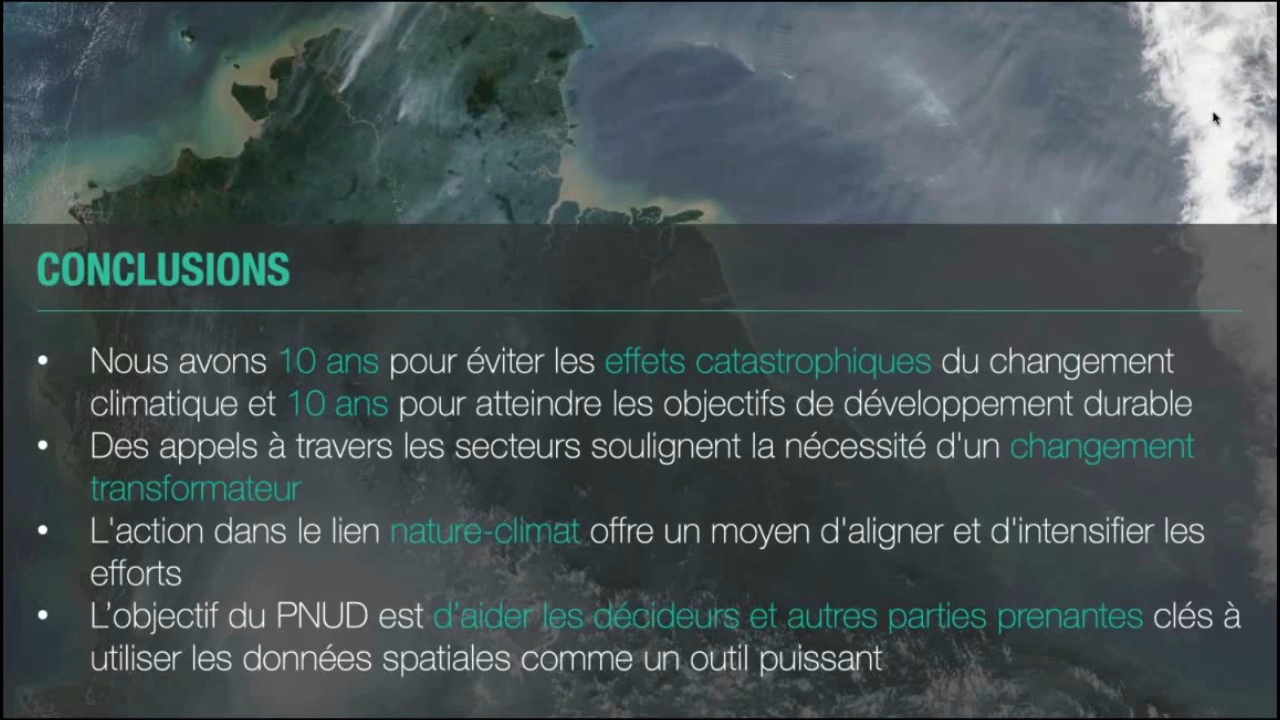 CONCLUSIONS
• Nous avons 10 ans pour éviter les effets catastrophiques du changement
climatique et 10 ans pour atteindre les objectifs de développement durable
• Des appels à travers les secteurs soulignent la nécessité d'un changement
transformateur
• L'action dans le lien nature-climat offre un moyen d'aligner et d'intensifier les
efforts
• L’objectif du PNUD est d’aider les décideurs et autres parties prenantes clés à
utiliser les données spatiales comme un outil puissant